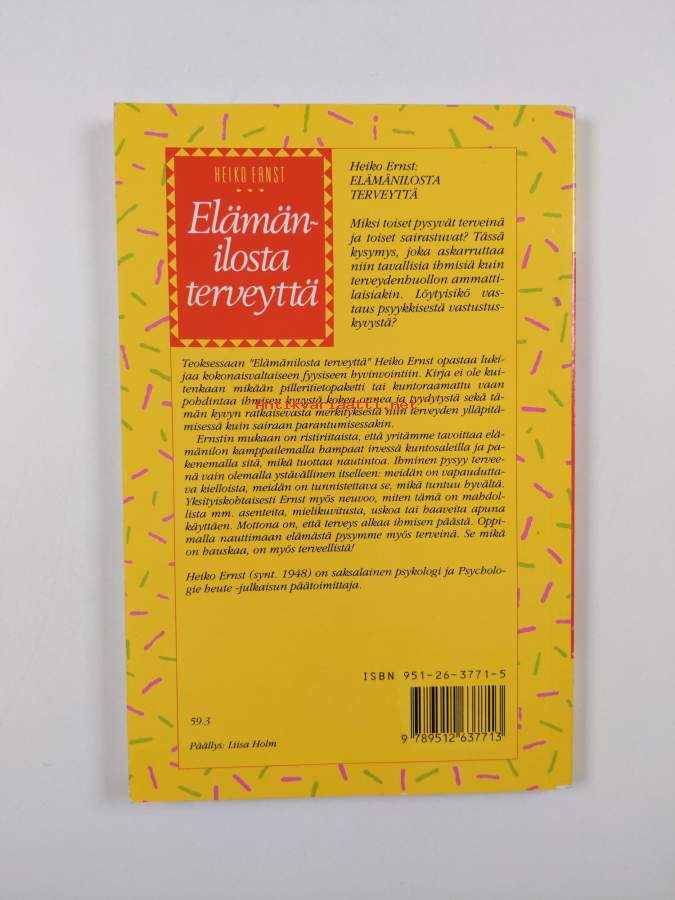 HEIKO ERNST
Elämän-
ilosta
terveyttä
Heiko Ernst:
ELÄMÄNILOSTA
TERVEYTTÄ
Miksi toiset pysyvät terveinä
ja toiset sairastuvat? Tässä
kysymys, joka askarruttaa
niin tavallisia ihmisiä kuin
terveydenhuollon ammatti-
laisiakin. Löytyisikö vas-
taus psyykkisestä vastustus-
kyvystä?
Teoksessaan "Elämänilosta terveyttä" Heiko Ernst opastaa luki-
jaa kokonaisvaltaiseen fyysiseen hyvinvointiin. Kirja ei ole kui-
tenkaan mikään pilleritietopaketti tai kuntoraamattu vaan
pohdintaa ihmisen kyvystä kokea onnea ja tyydytystä sekä tä-
Antikvariaatti.net
män kyvyn ratkaisevasta merkityksestä niin terveyden ylläpitä-
misessä kuin sairaan parantumisessakin.
Ernstin mukaan on ristiriitaista, että yritämme tavoittaa elä-
mänilon kamppailemalla hampaat irvessä kuntosaleilla ja pa-
kenemalla sitä, mikä tuottaa nautintoa. Ihminen pysyy tervee-
nä vain olemalla ystävällinen itselleen: meidän on vapauduttta-
va kielloista, meidän on tunnistettava se, mikä tuntuu hyvältä.
Yksityiskohtaisesti Ernst myös neuvoo, miten tämä on mahdol-
lista mm. asenteita, mielikuvitusta, uskoa tai haaveita apuna
käyttäen. Mottona on, että terveys alkaa ihmisen päästä. Oppi-
malla nauttimaan elämästä pysymme myös terveinä. Se mikä
on hauskaa, on myös terveellistä!
Heiko Ernst (synt. 1948) on saksalainen psykologi ja Psycholo-
gie heute -julkaisun päätoimittaja.
ISBN 951-26-3771-5
9 789512 637713
59.3
Päällys: Liisa Holm